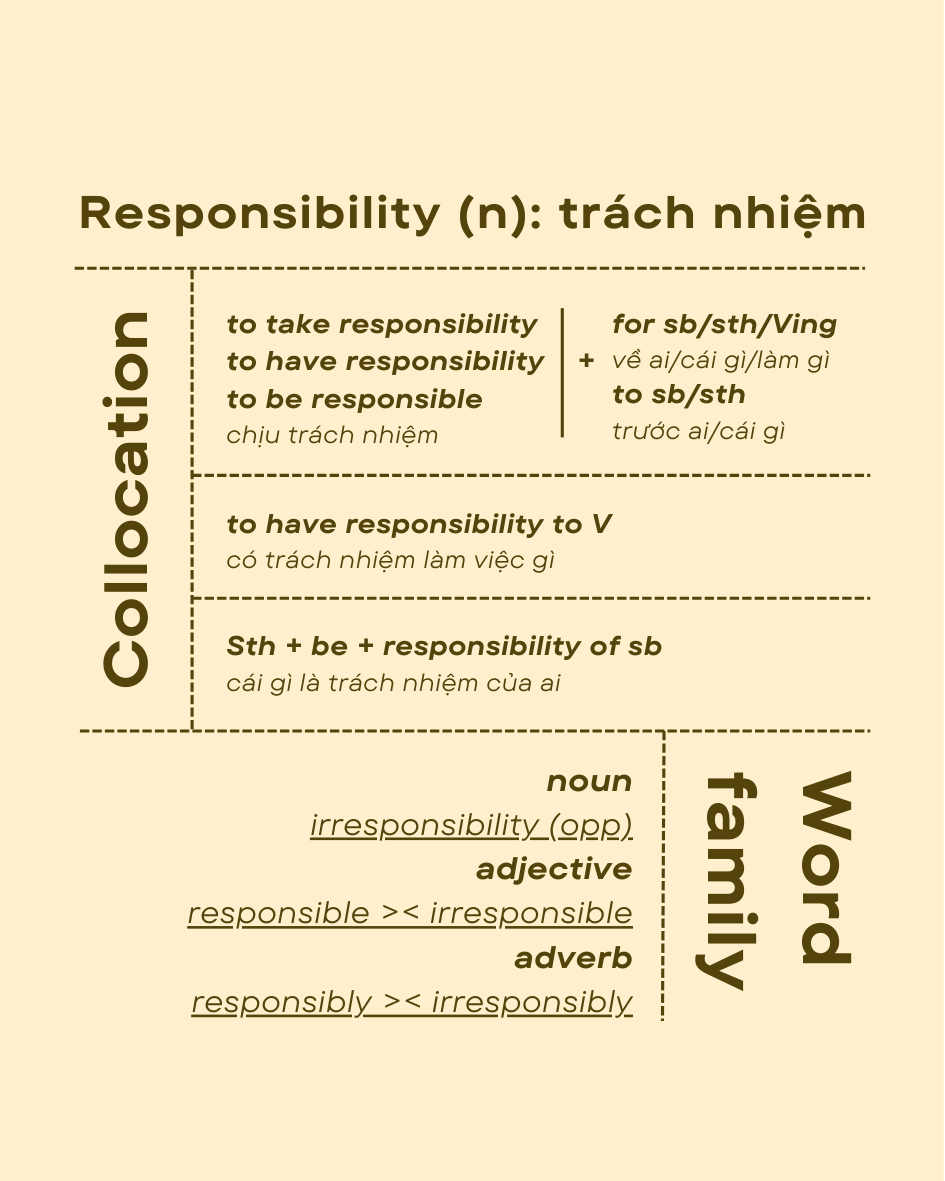 Responsibility (n): trách nhiệm
Collocation
to take responsibility
to have responsibility
to be responsible
chịu trách nhiệm
+
for sb/sth/Ving
về ai/cái gì/làm gì
to sb/sth
trước ai/cái gì
to have responsibility to V
có trách nhiệm làm việc gì
Sth + be + responsibility of sb
cái gì là trách nhiệm của ai
Word
family
noun
irresponsibility (opp)
adjective
responsible >< irresponsible
adverb
responsibly >< irresponsibly